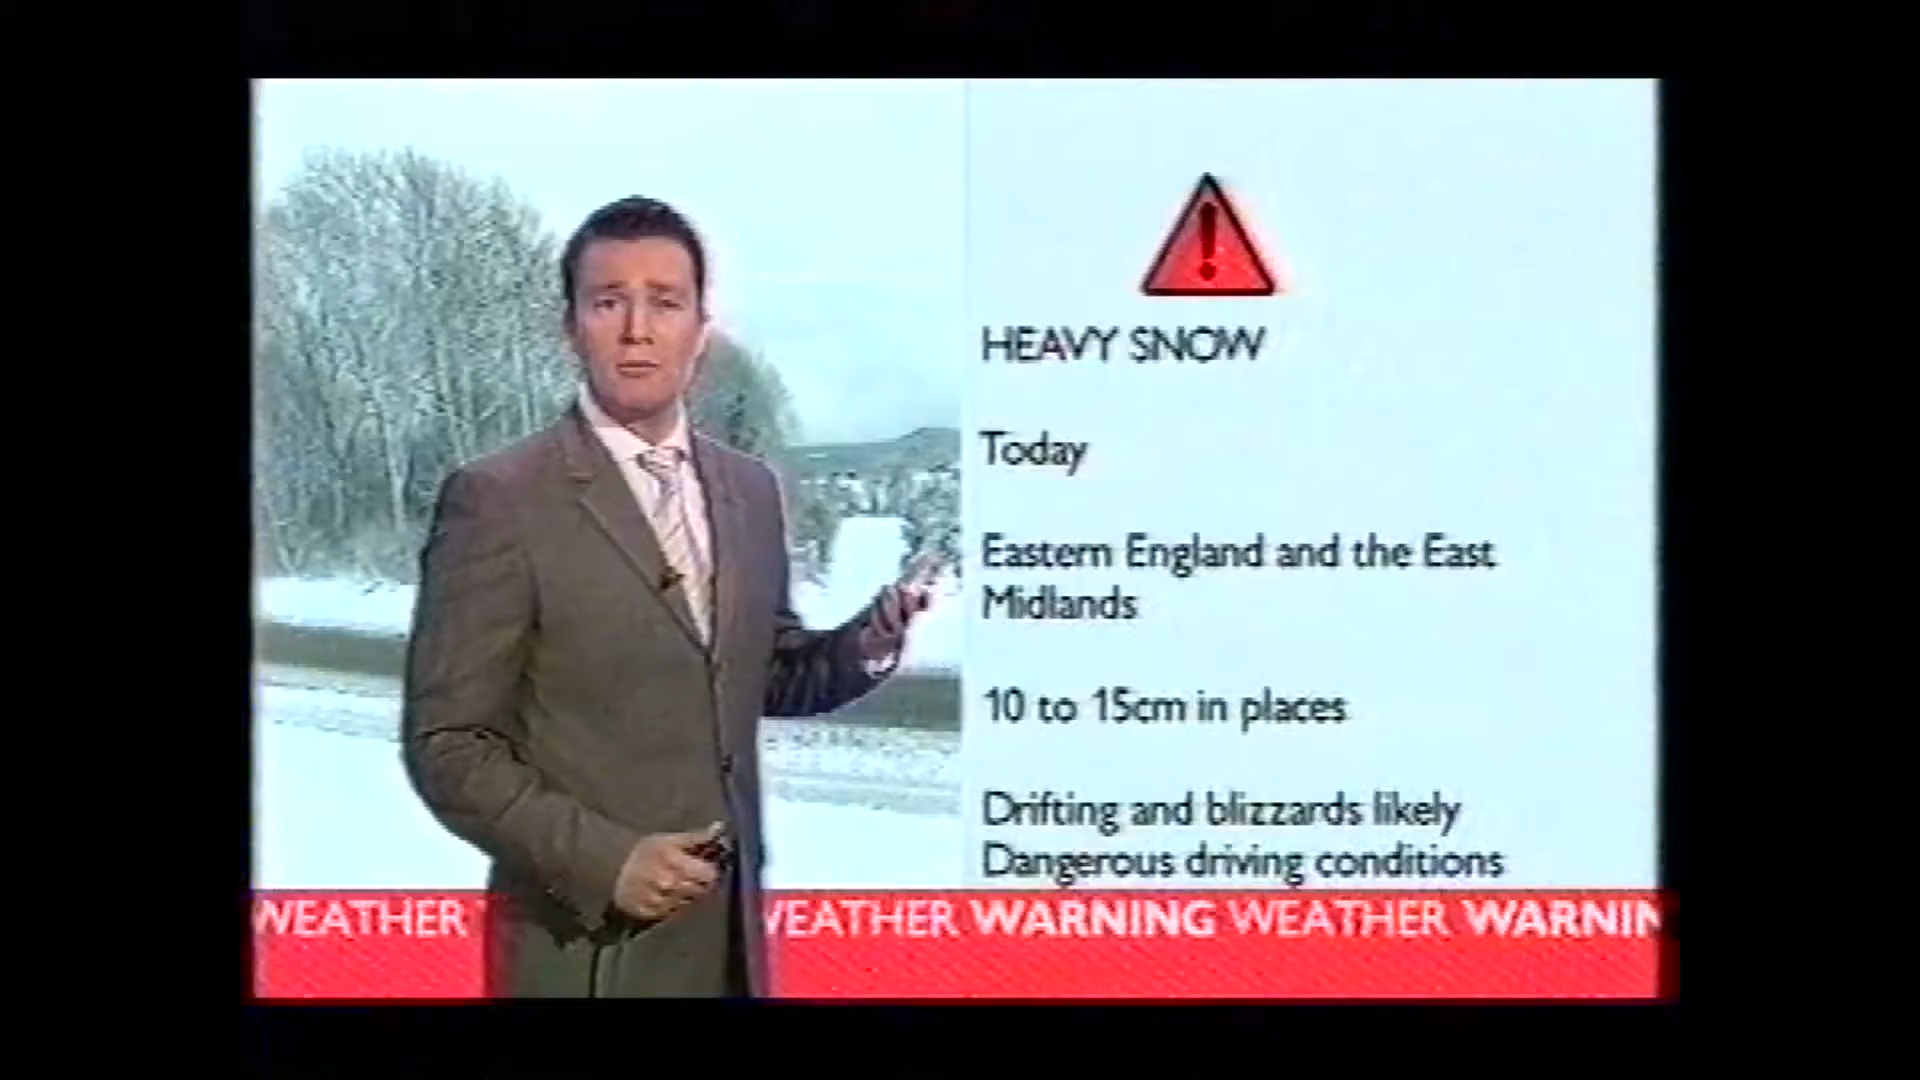 HEAVY SNOW
Today
Eastern England and the East
Midlands
10 to 15cm in places
Drifting and blizzards likely
Dangerous driving conditions
WEATHER WEATHER WARNING WEATHER WARNIN